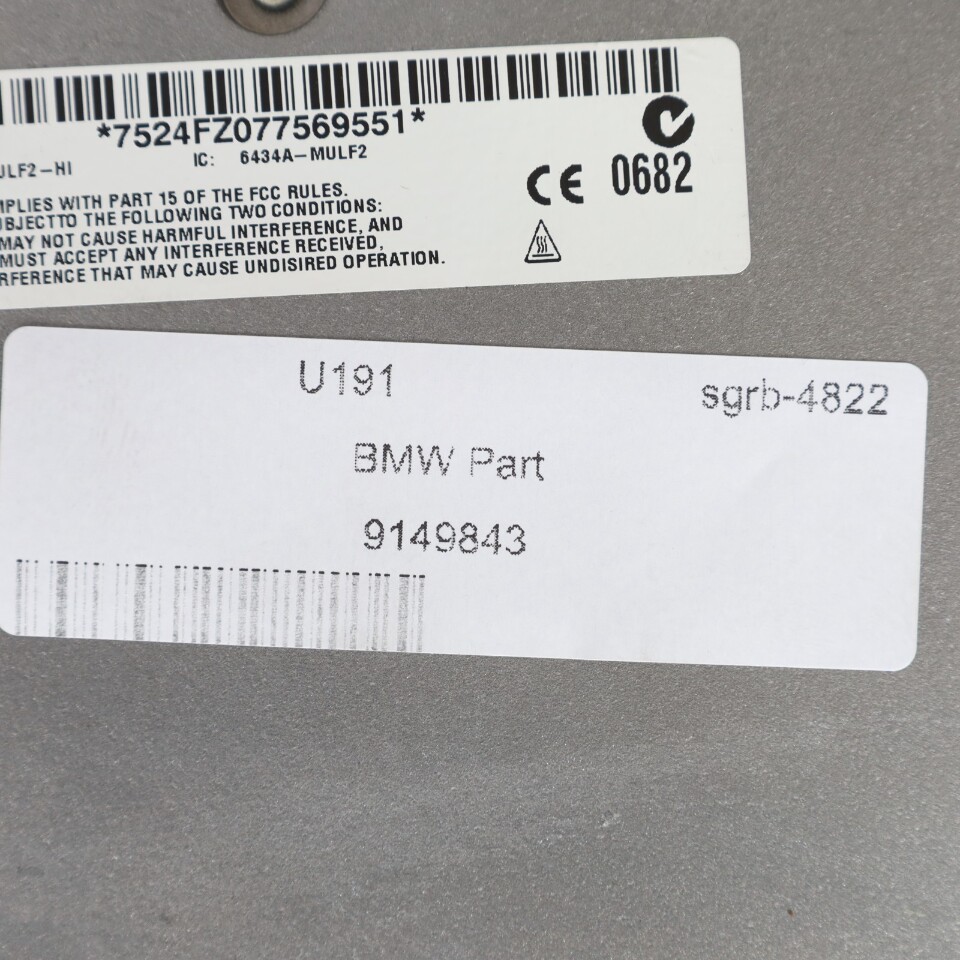 *7524FZ077569551*
ULF2-HI IC: 6434A-MULF2
MPLIES WITH PART 15 OF THE FCC RULES.
UBJECTTO THE FOLLOWING TWO CONDITIONS:
MAY NOT CAUSE HARMFUL INTERFERENCE, AND
MUST ACCEPT ANY INTERFERENCE RECEIVED,
RFERENCE THAT MAY CAUSE UNDISIRED OPERATION.
CE 0682
U191
sgrb-4822
BMW Part
9149843